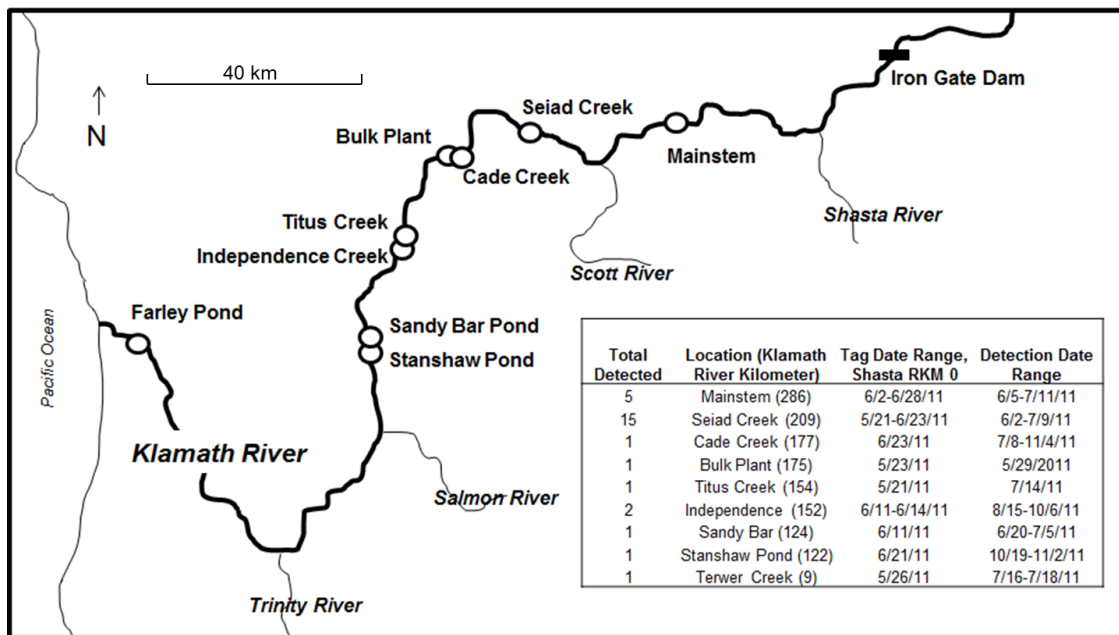 40 km
N
Iron Gate Dam
Seiad Creek
Bulk Plant
Mainstem
Cade Creek
Shasta River
Titus Creek
Independence Creek
Scott River
Farley Pond
Sandy Bar Pond
Stanshaw Pond
Pacific Ocean
Klamath River
Salmon River
Trinity River
Total Detected Location (Klamath River Kilometer) Tag Date Range, Shasta RKM 0 Detection Date Range
5 Mainstem (286) 6/2-6/28/11 6/5-7/11/11
15 Seiad Creek (209) 5/21-6/23/11 6/2-7/9/11
1 Cade Creek (177) 6/23/11 7/8-11/4/11
1 Bulk Plant (175) 5/23/11 5/29/2011
1 Titus Creek (154) 5/21/11 7/14/11
2 Independence (152) 6/11-6/14/11 8/15-10/6/11
1 Sandy Bar (124) 6/11/11 6/20-7/5/11
1 Stanshaw Pond (122) 6/21/11 10/19-11/2/11
1 Terwer Creek (9) 5/26/11 7/16-7/18/11